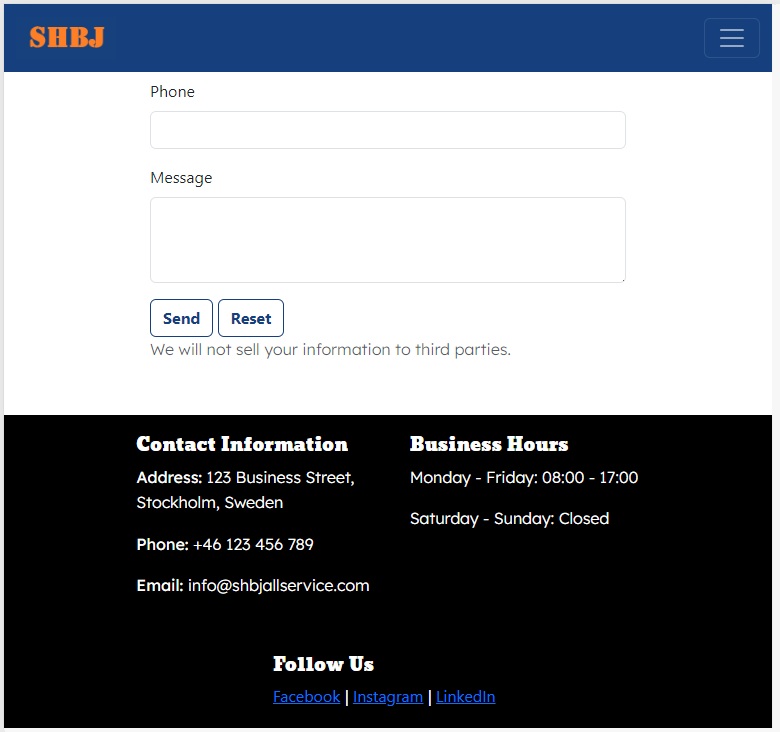 SHBJ
Phone
Message
Send Reset
We will not sell your information to third parties.
Contact Information
Address: 123 Business Street,
Stockholm, Sweden
Phone: +46 123 456 789
Email: info@shbjallservice.com
Business Hours
Monday - Friday: 08:00 - 17:00
Saturday - Sunday: Closed
Follow Us
Facebook | Instagram | LinkedIn